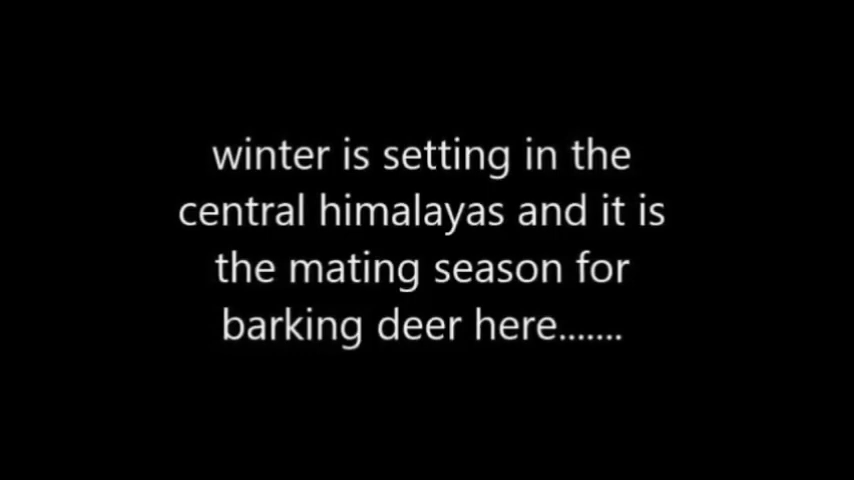 winter is setting in the
central himalayas and it is
the mating season for
barking deer here.......